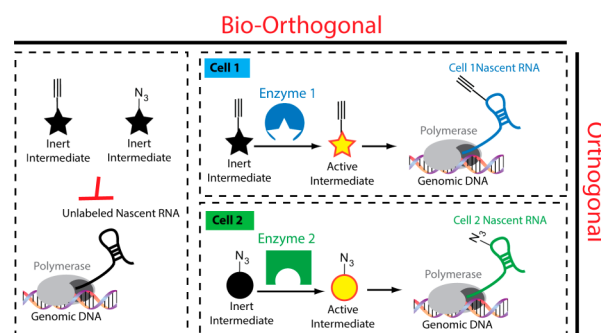 Bio-Orthogonal
N3
Inert
Intermediate
Inert
Intermediate
Unlabeled Nascent RNA
Polymerase
Genomic DNA
Cell 1
Enzyme 1
Inert
Intermediate
Active
Intermediate
Cell 1Nascent RNA
Polymerase
Genomic DNA
Cell 2
Enzyme 2
N3
Inert
Intermediate
N3
Active
Intermediate
Cell 2 Nascent RNA
N3
Polymerase
Genomic DNA
Orthogonal